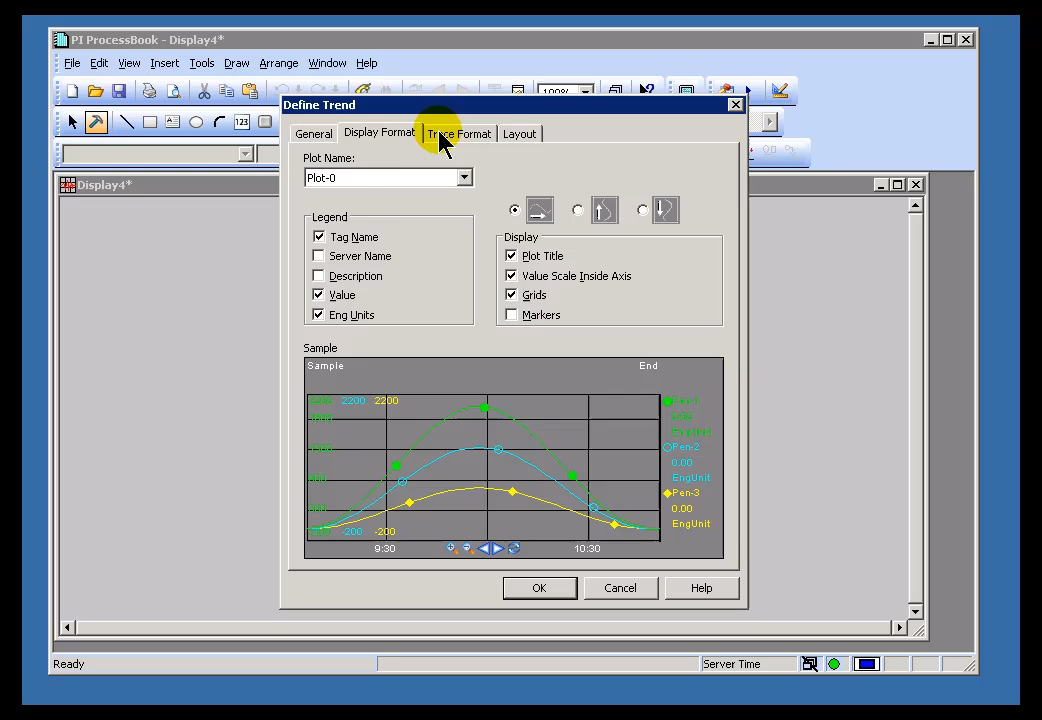 PI ProcessBook - Display4*
File Edit View Insert Tools Draw Arrange Window Help
100%
123
Define Trend
General Display Format Trace Format Layout
Display4*
Plot Name:
Plot-0
Legend
Tag Name
Server Name
Description
Value
Eng Units
Display
Plot Title
Value Scale Inside Axis
Grids
Markers
Sample
Sample End
2200 2200
Pen-1
EngUnit
Pen-2
0.00
EngUnit
Pen-3
0.00
EngUnit
-200 -200
9:30 10:30
OK Cancel Help
Ready Server Time